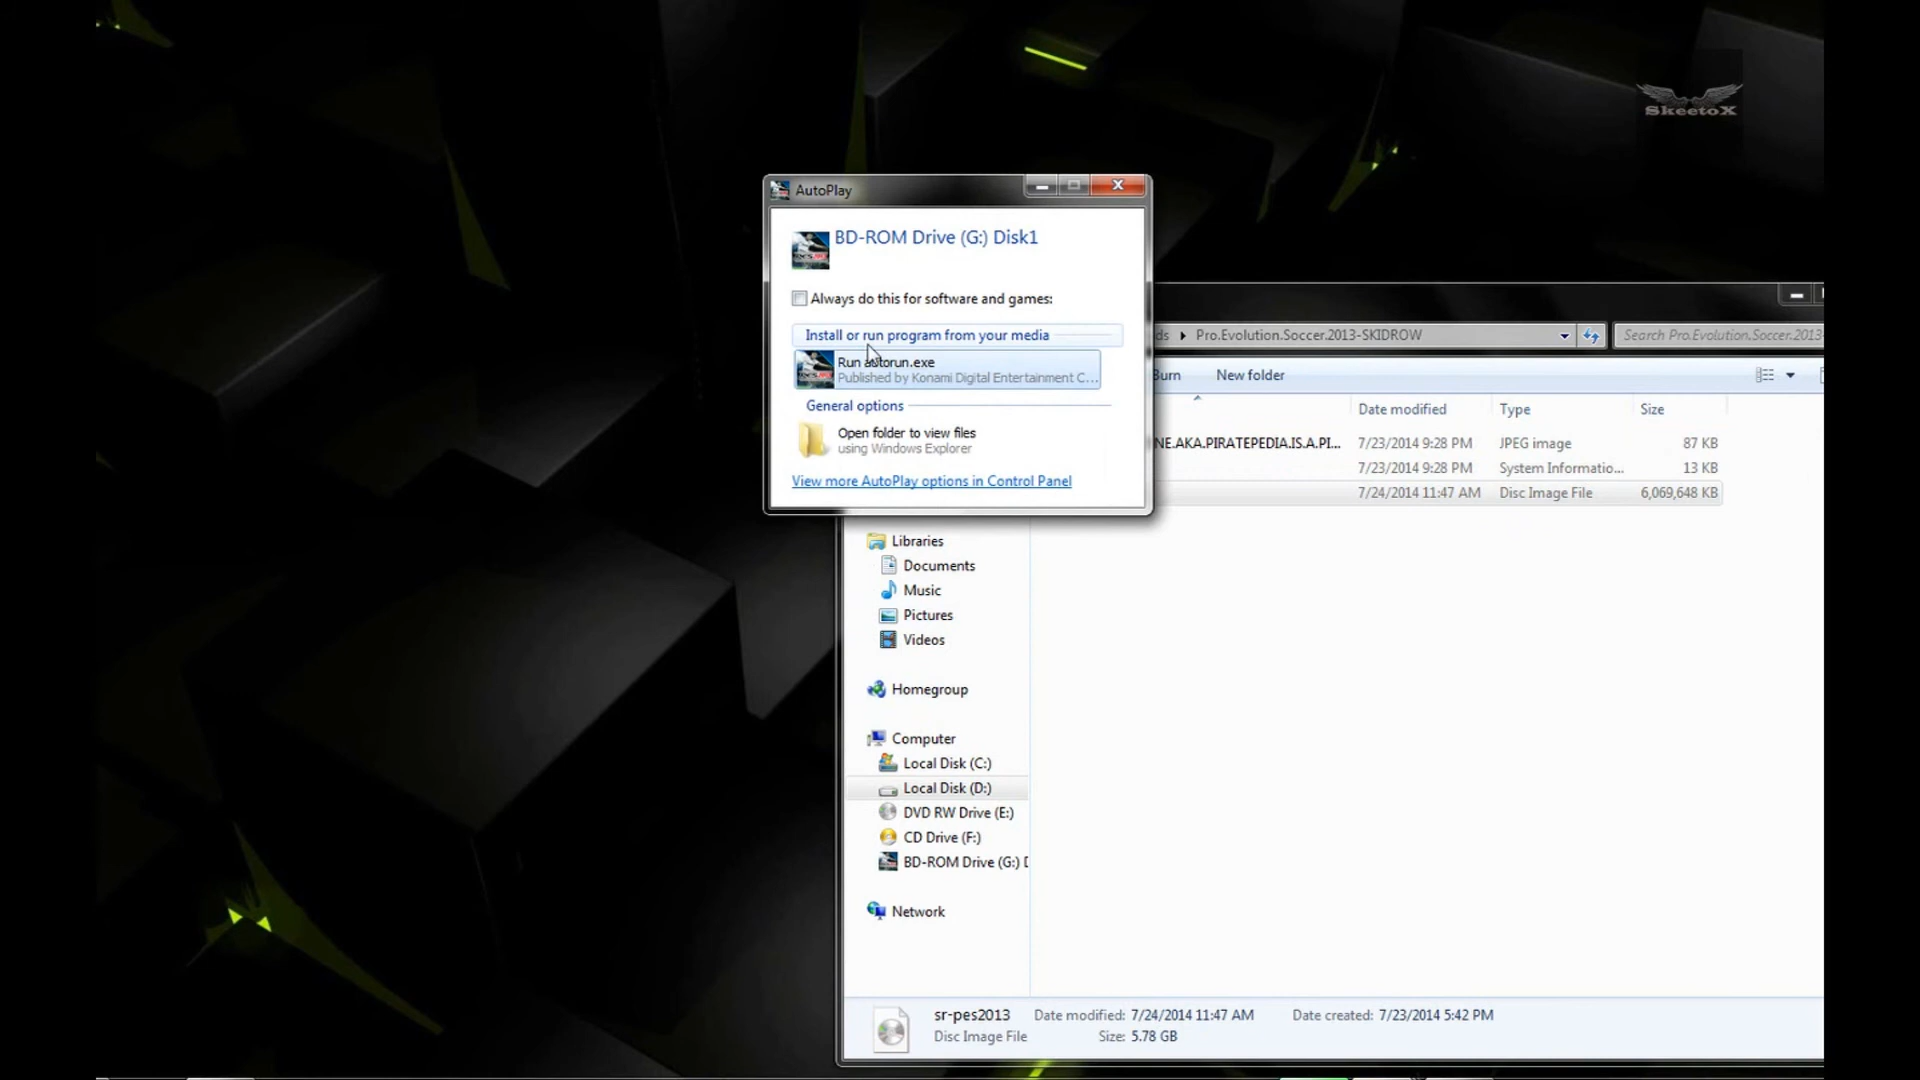 SkeetoX
AutoPlay
BD-ROM Drive (G:) Disk1
Always do this for software and games:
Install or run program from your media
Run autorun.exe
Published by Konami Digital Entertainment C...
General options
Open folder to view files
using Windows Explorer
View more AutoPlay options in Control Panel
ds ▸ Pro.Evolution.Soccer.2013-SKIDROW
Search Pro.Evolution.Soccer.2013-
Burn New folder
Date modified Type Size
NE.AKA.PIRATEPEDIA.IS.A.PI... 7/23/2014 9:28 PM JPEG image 87 KB
7/23/2014 9:28 PM System Informatio... 13 KB
7/24/2014 11:47 AM Disc Image File 6,069,648 KB
Libraries
Documents
Music
Pictures
Videos
Homegroup
Computer
Local Disk (C:)
Local Disk (D:)
DVD RW Drive (E:)
CD Drive (F:)
BD-ROM Drive (G:) D
Network
sr-pes2013 Date modified: 7/24/2014 11:47 AM Date created: 7/23/2014 5:42 PM
Disc Image File Size: 5.78 GB